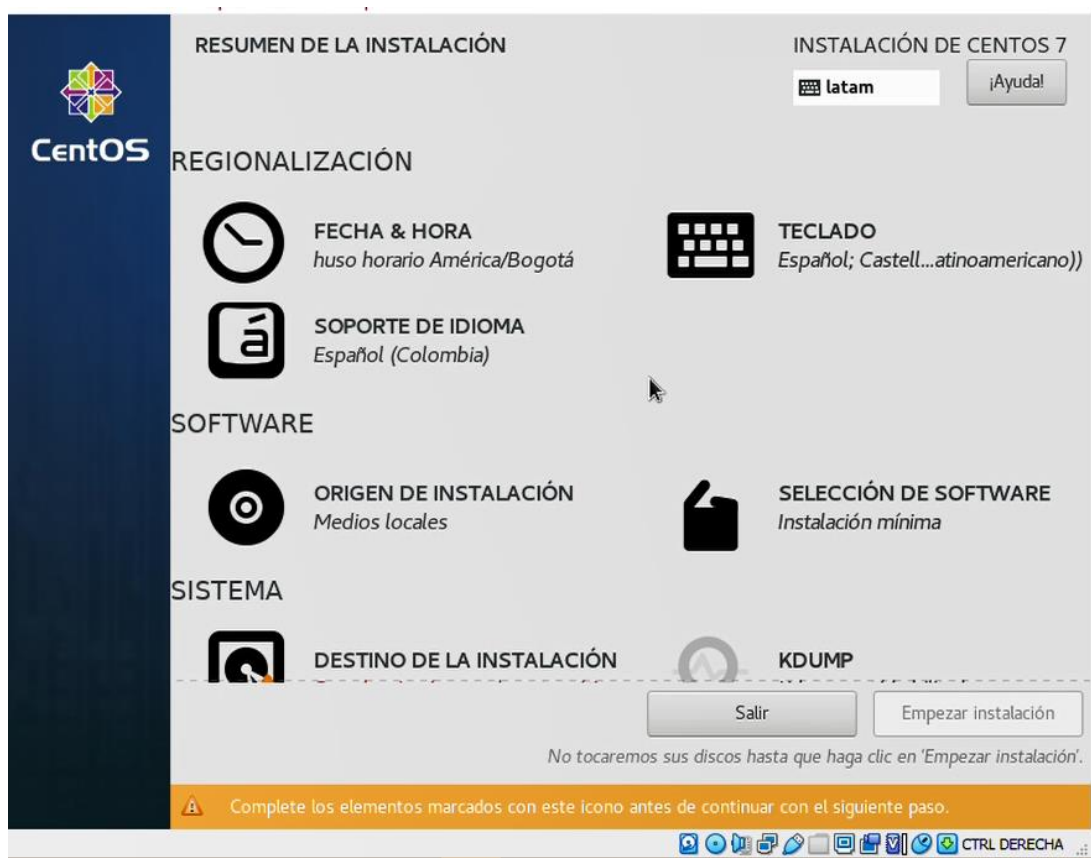 RESUMEN DE LA INSTALACIÓN
INSTALACIÓN DE CENTOS 7
latam
¡Ayuda!
CentOS
REGIONALIZACIÓN
FECHA & HORA
huso horario América/Bogotá
TECLADO
Español; Castell...atinoamericano))
SOPORTE DE IDIOMA
Español (Colombia)
SOFTWARE
ORIGEN DE INSTALACIÓN
Medios locales
SELECCIÓN DE SOFTWARE
Instalación mínima
SISTEMA
DESTINO DE LA INSTALACIÓN
KDUMP
Salir
Empezar instalación
No tocaremos sus discos hasta que haga clic en 'Empezar instalación'.
Complete los elementos marcados con este icono antes de continuar con el siguiente paso.
CTRL DERECHA